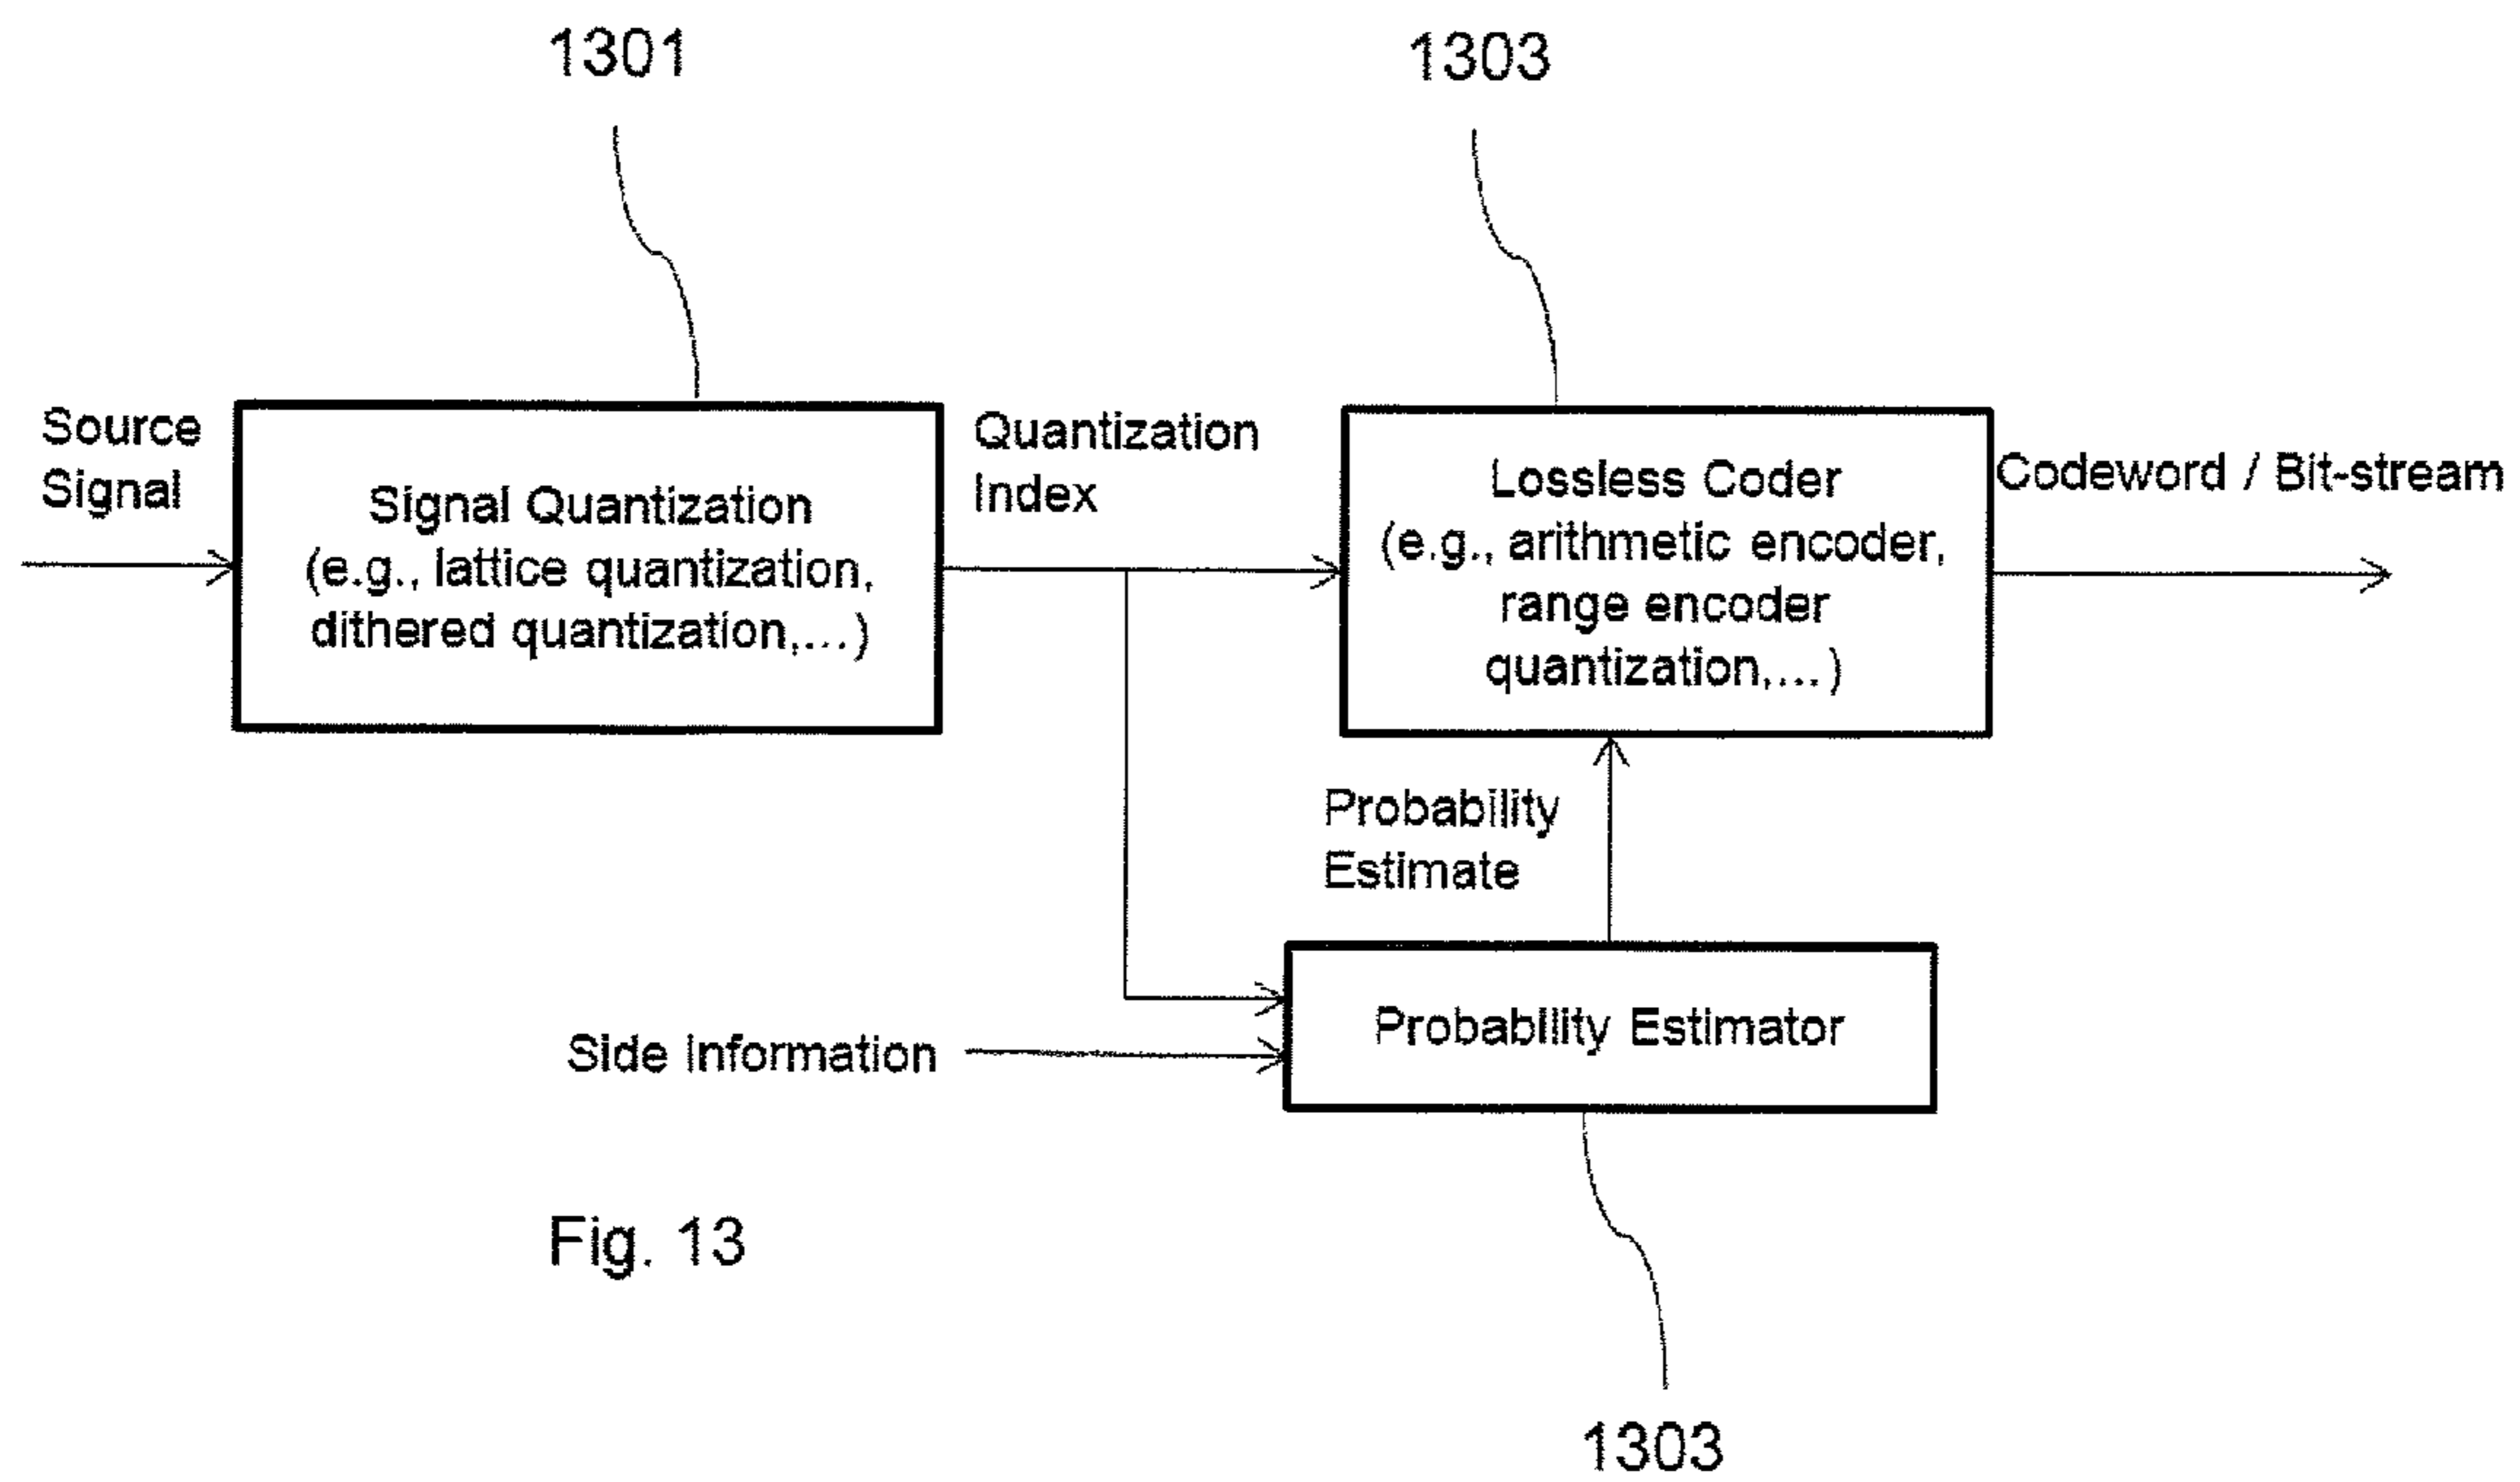 1301
1303
Source
Signal
Signal Quantization
(e.g., lattice quantization,
dithered quantization,...)
Quantization
Index
Lossless Coder
(e.g., arithmetic encoder,
range encoder
quantization,...)
Codeword / Bit-stream
Probability
Estimate
Probability Estimator
Side Information
Fig. 13
1303